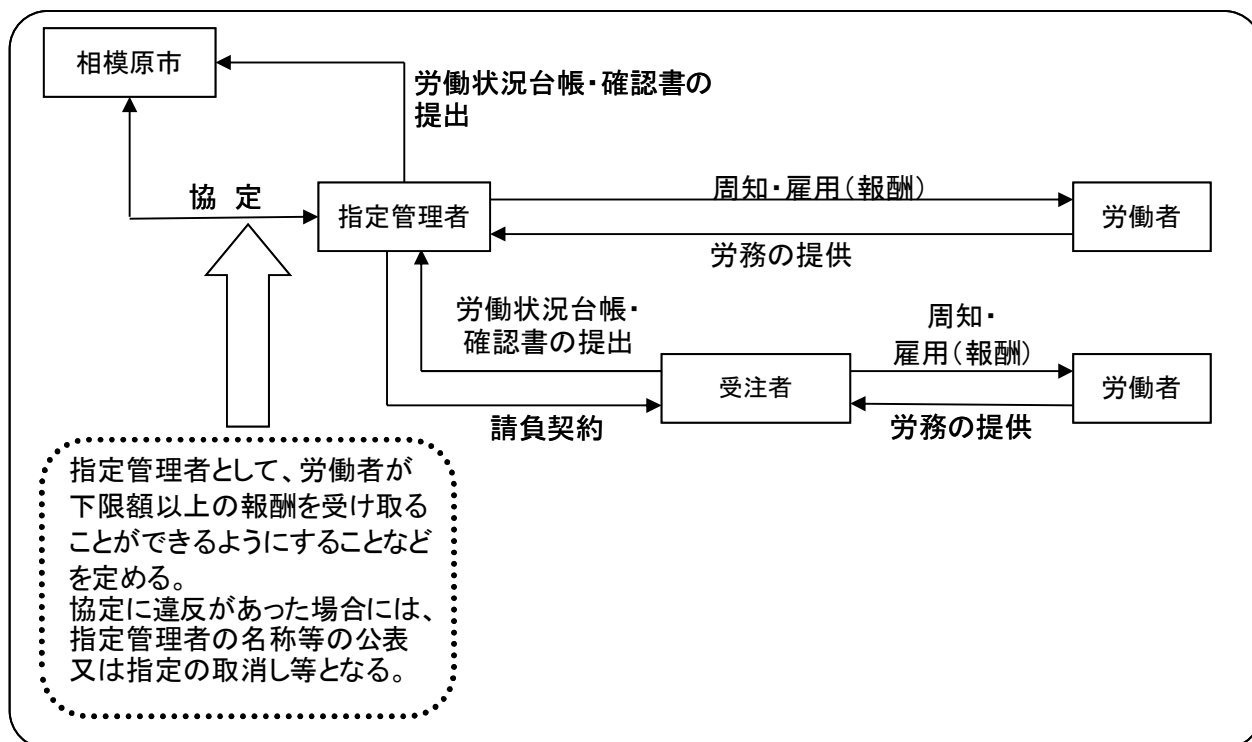 相模原市
労働状況台帳・確認書の
提出
協 定
指定管理者
周知・雇用（報酬）
労務の提供
労働者
労働状況台帳・
確認書の提出
周知・
雇用（報酬）
受注者
労働者
請負契約
労務の提供
指定管理者として、労働者が
下限額以上の報酬を受け取る
ことができるようにすることなど
を定める。
協定に違反があった場合には、
指定管理者の名称等の公表
又は指定の取消し等となる。